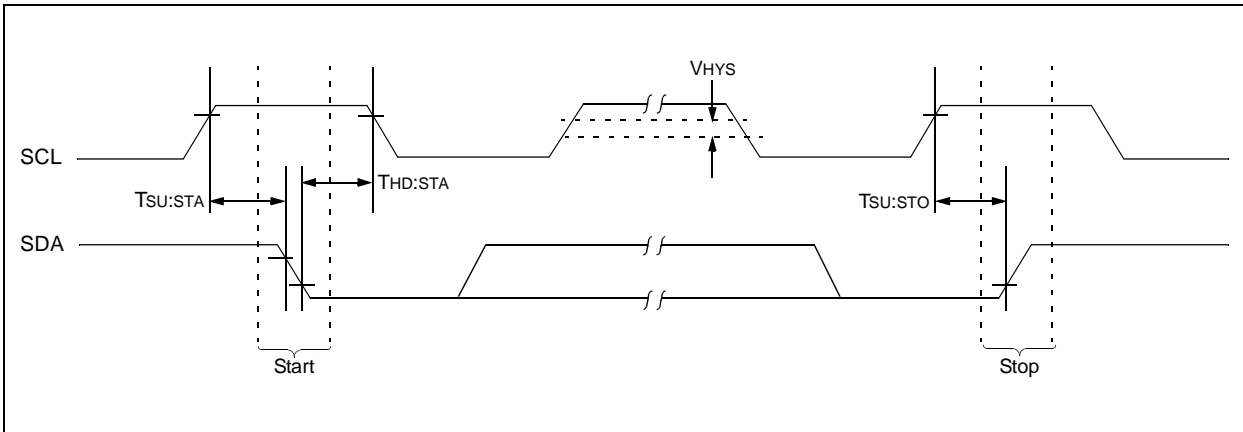 VHYS
SCL
THD:STA
TSU:STA
TSU:STO
SDA
Start
Stop